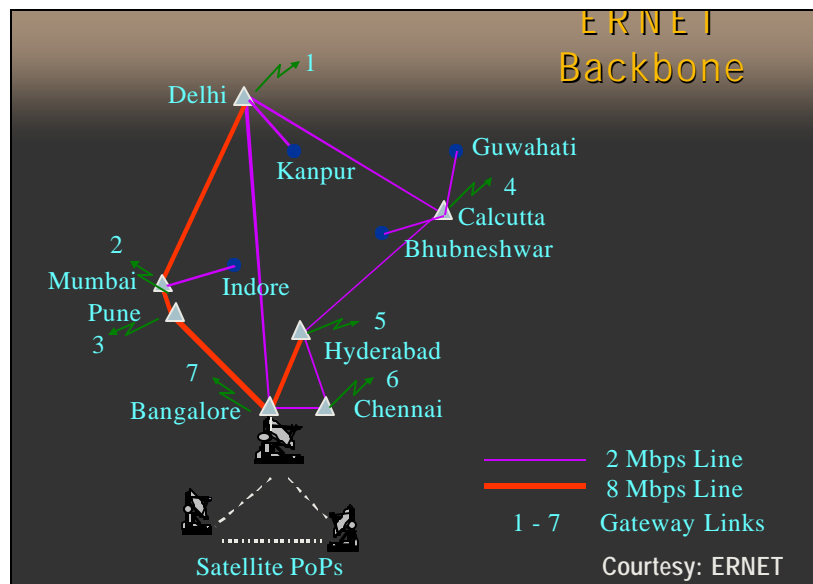 ERNET
Backbone
1
Delhi
Kanpur
Guwahati
4
Calcutta
Bhubneshwar
2
Mumbai
Indore
Pune
3
5
Hyderabad
7
6
Bangalore
Chennai
2 Mbps Line
8 Mbps Line
1 - 7 Gateway Links
Satellite PoPs
Courtesy: ERNET